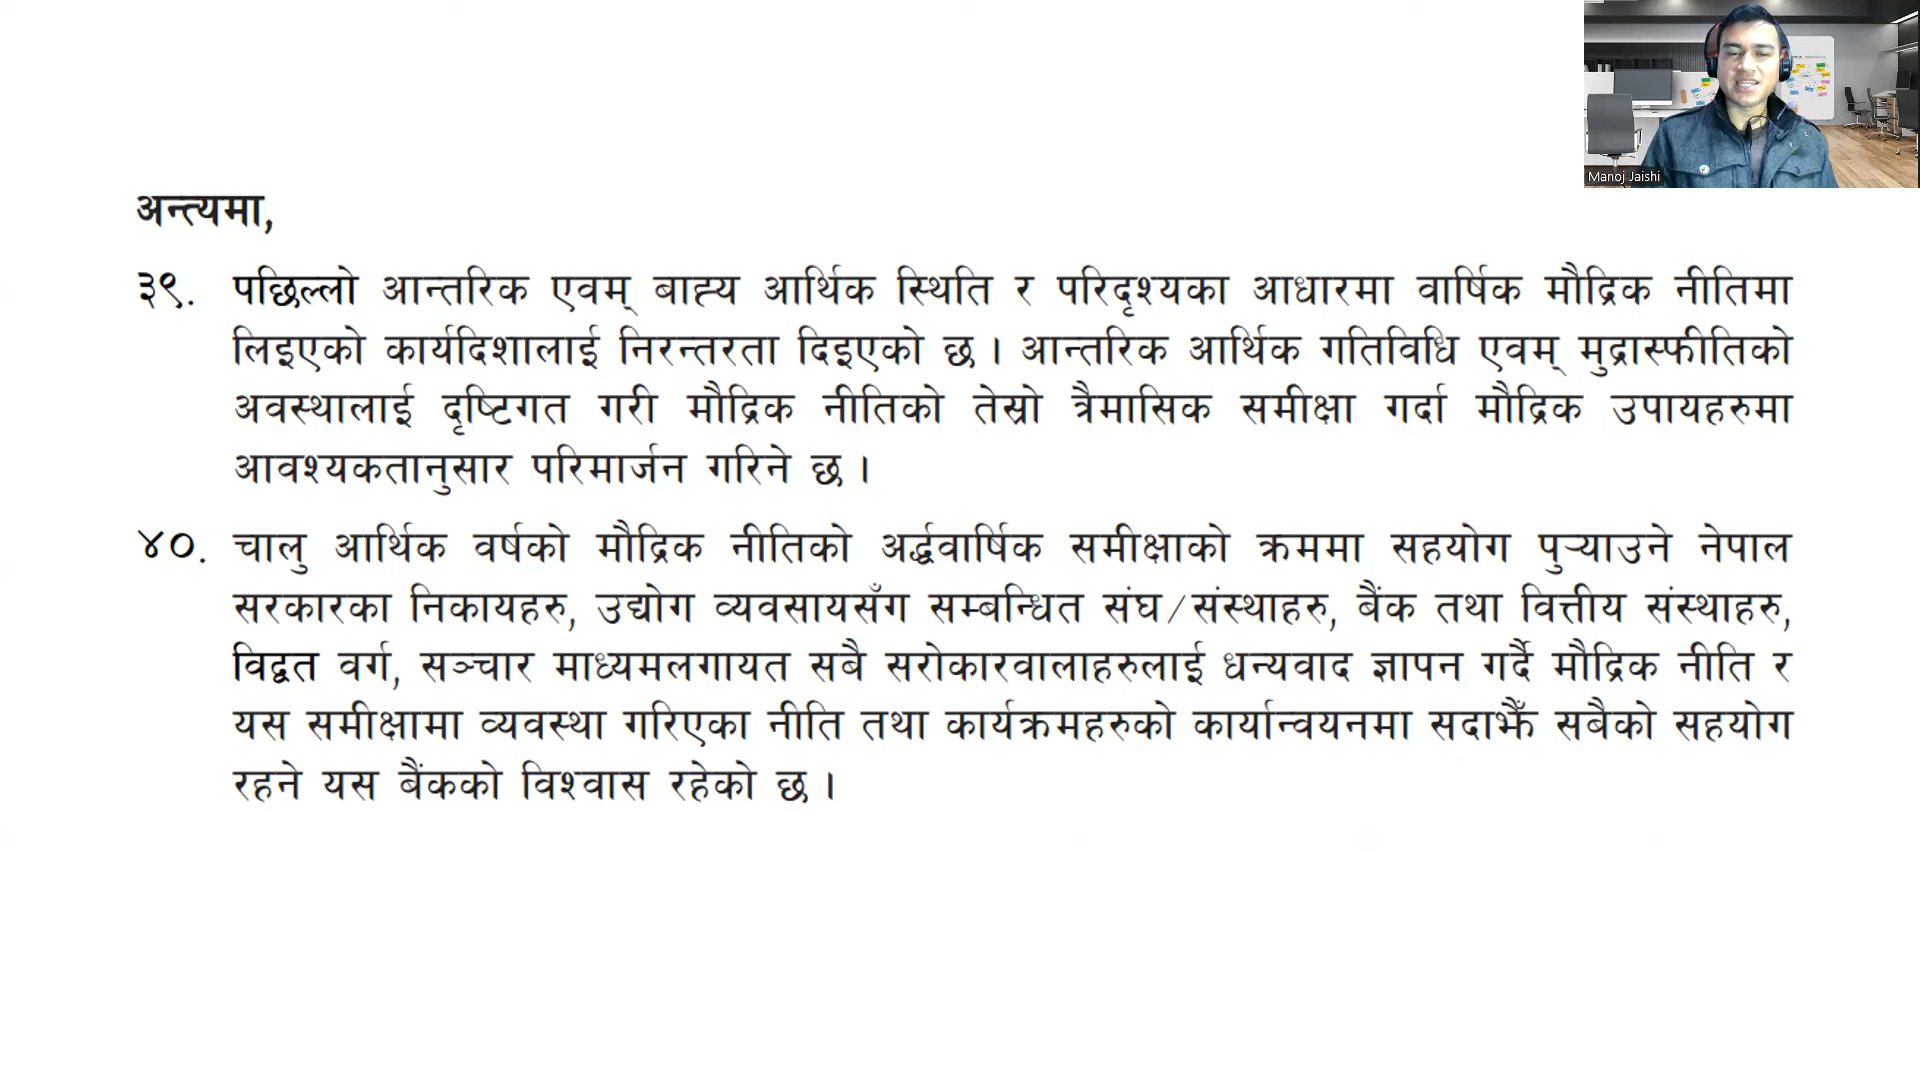 Manoj Jaishi
अन्त्यमा,
३९. पछिल्लो आन्तरिक एवम् बाह्य आर्थिक स्थिति र परिदृश्यका आधारमा वार्षिक मौद्रिक नीतिमा
लिइएको कार्यदिशालाई निरन्तरता दिइएको छ । आन्तरिक आर्थिक गतिविधि एवम् मुद्रास्फीतिको
अवस्थालाई दृष्टिगत गरी मौद्रिक नीतिको तेस्रो त्रैमासिक समीक्षा गर्दा मौद्रिक उपायहरुमा
आवश्यकतानुसार परिमार्जन गरिने छ ।
४०. चालु आर्थिक वर्षको मौद्रिक नीतिको अर्द्धवार्षिक समीक्षाको क्रममा सहयोग पुर्‍याउने नेपाल
सरकारका निकायहरु, उद्योग व्यवसायसँग सम्बन्धित संघ/संस्थाहरु, बैंक तथा वित्तीय संस्थाहरु,
विद्वत वर्ग, सञ्चार माध्यमलगायत सबै सरोकारवालाहरुलाई धन्यवाद ज्ञापन गर्दै मौद्रिक नीति र
यस समीक्षामा व्यवस्था गरिएका नीति तथा कार्यक्रमहरुको कार्यान्वयनमा सदाझैँ सबैको सहयोग
रहने यस बैंकको विश्वास रहेको छ ।